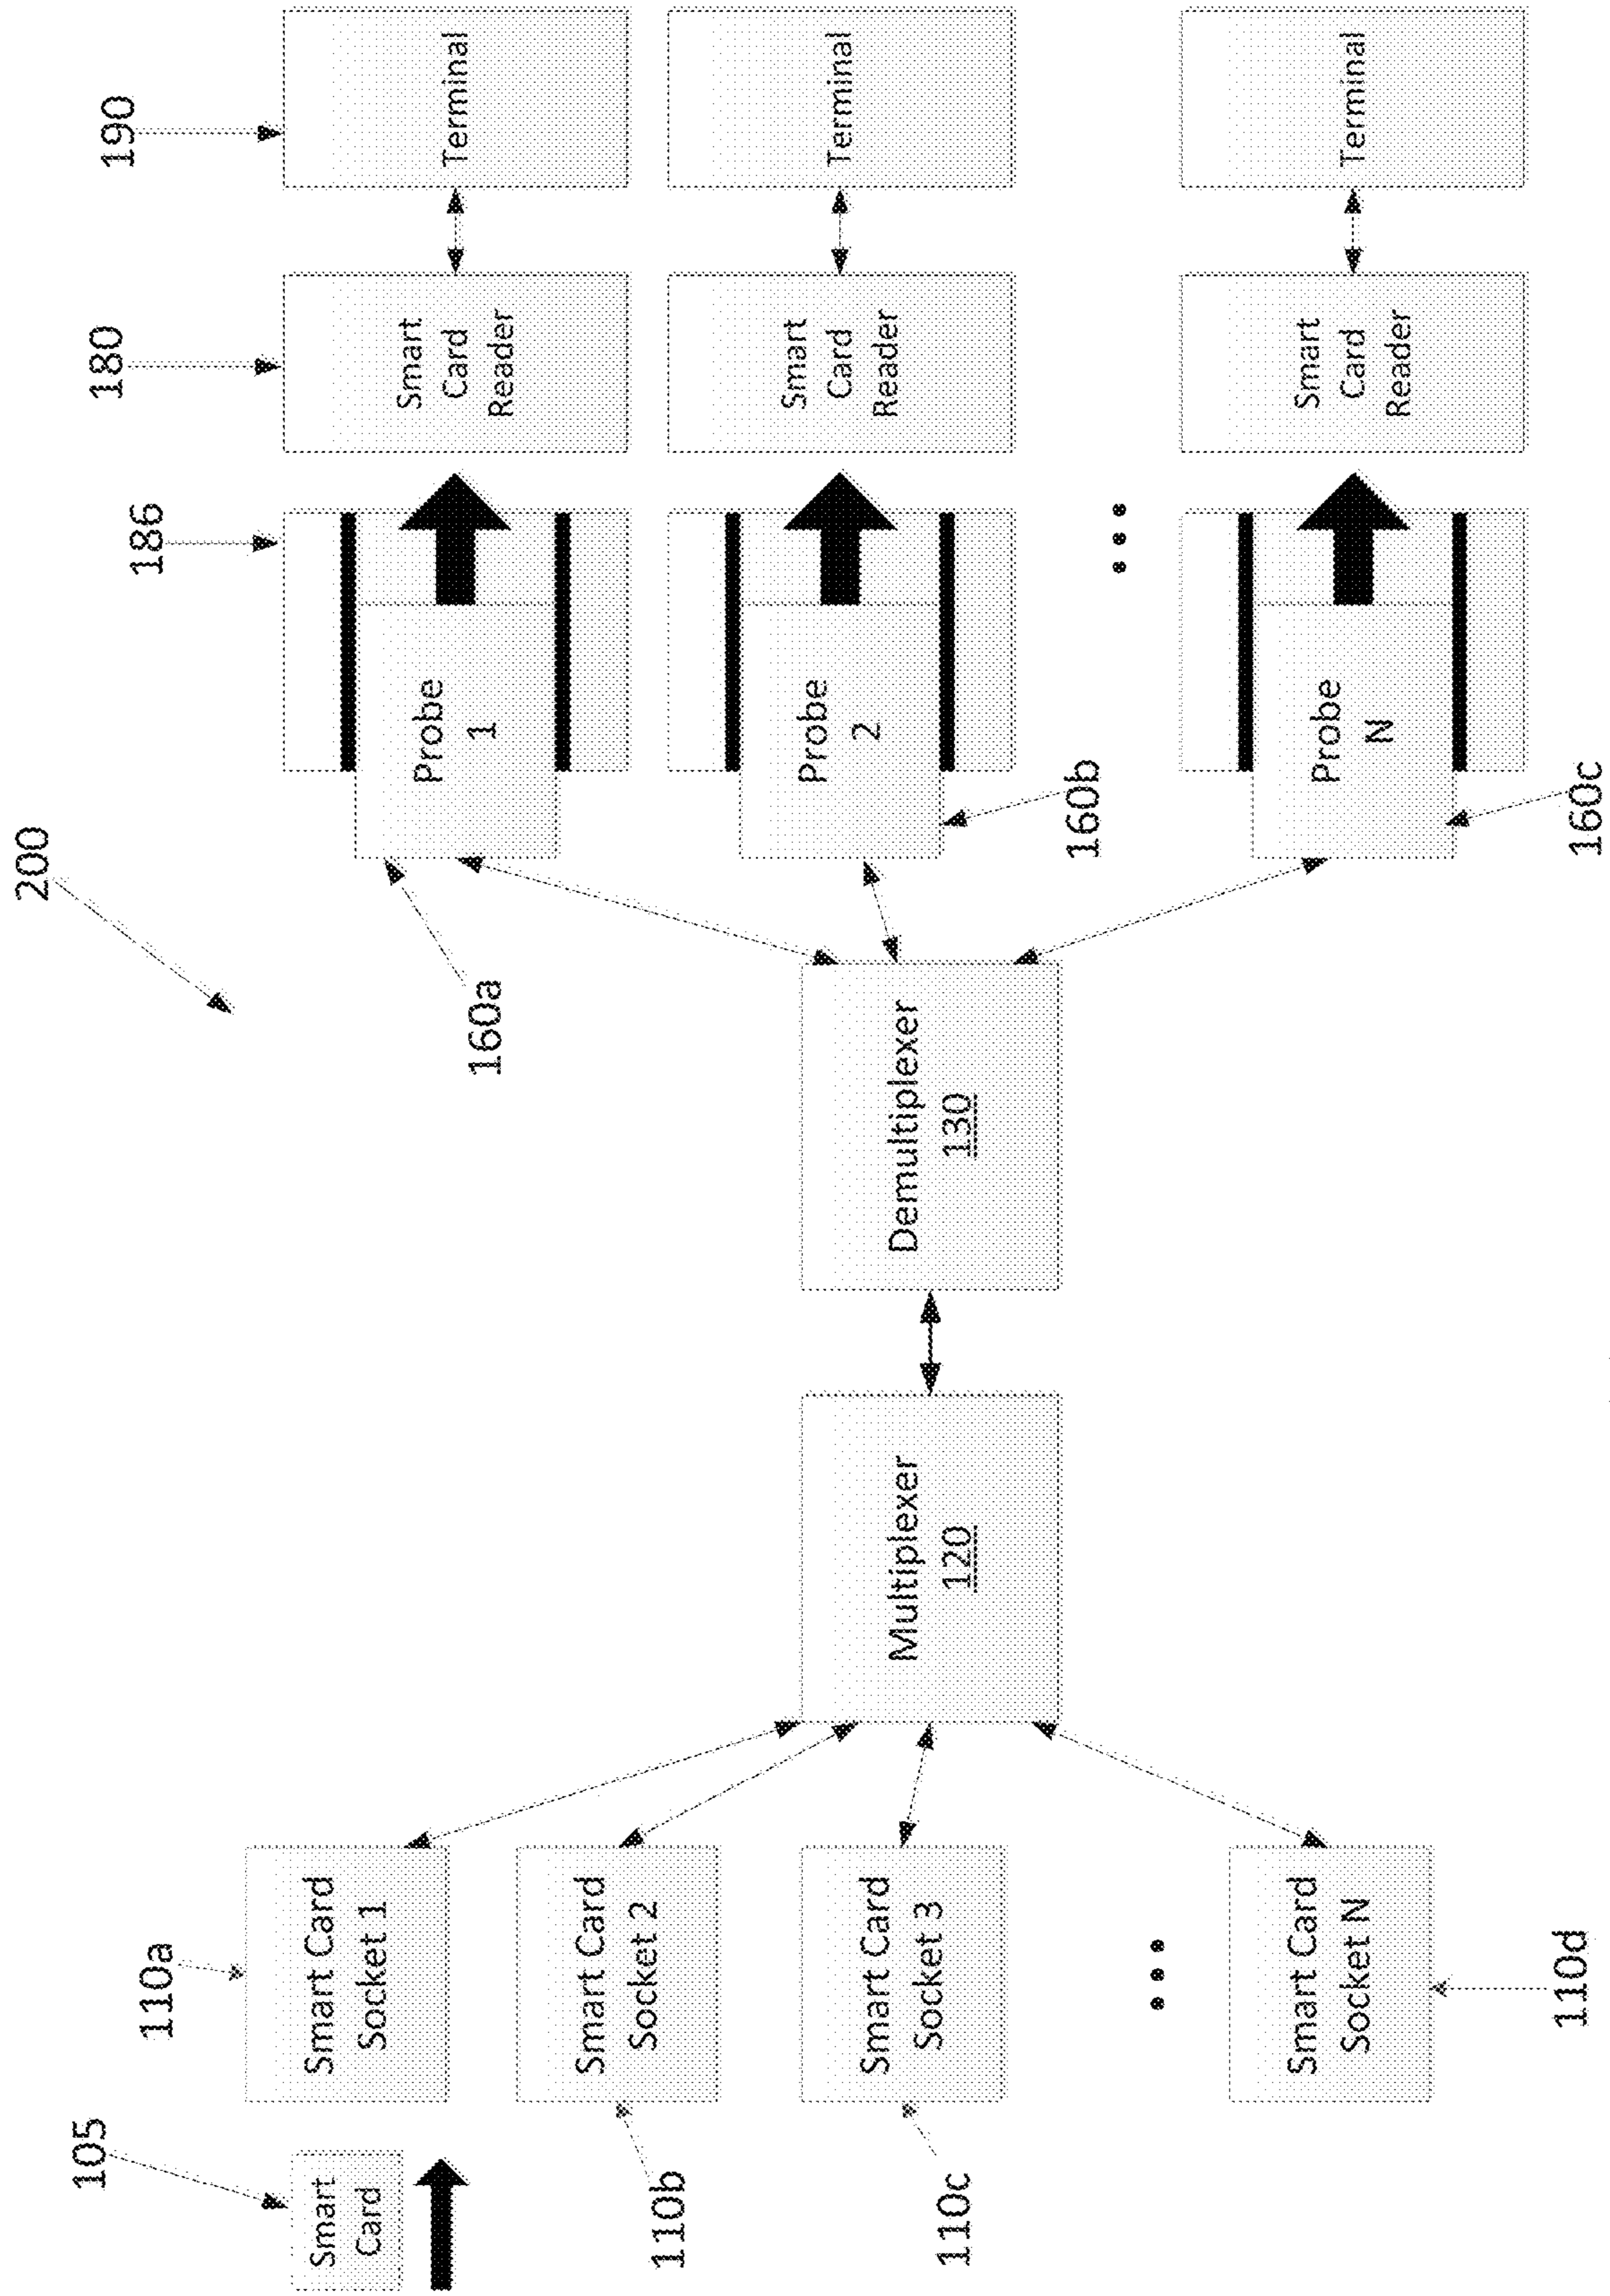 200
105
Smart
Card
110a
Smart Card
Socket 1
110b
Smart Card
Socket 2
110c
Smart Card
Socket 3
110d
Smart Card
Socket N
Multiplexer
120
Demultiplexer
130
160a
Probe
1
160b
Probe
2
160c
Probe
N
186
180
Smart
Card
Reader
Smart
Card
Reader
Smart
Card
Reader
190
Terminal
Terminal
Terminal